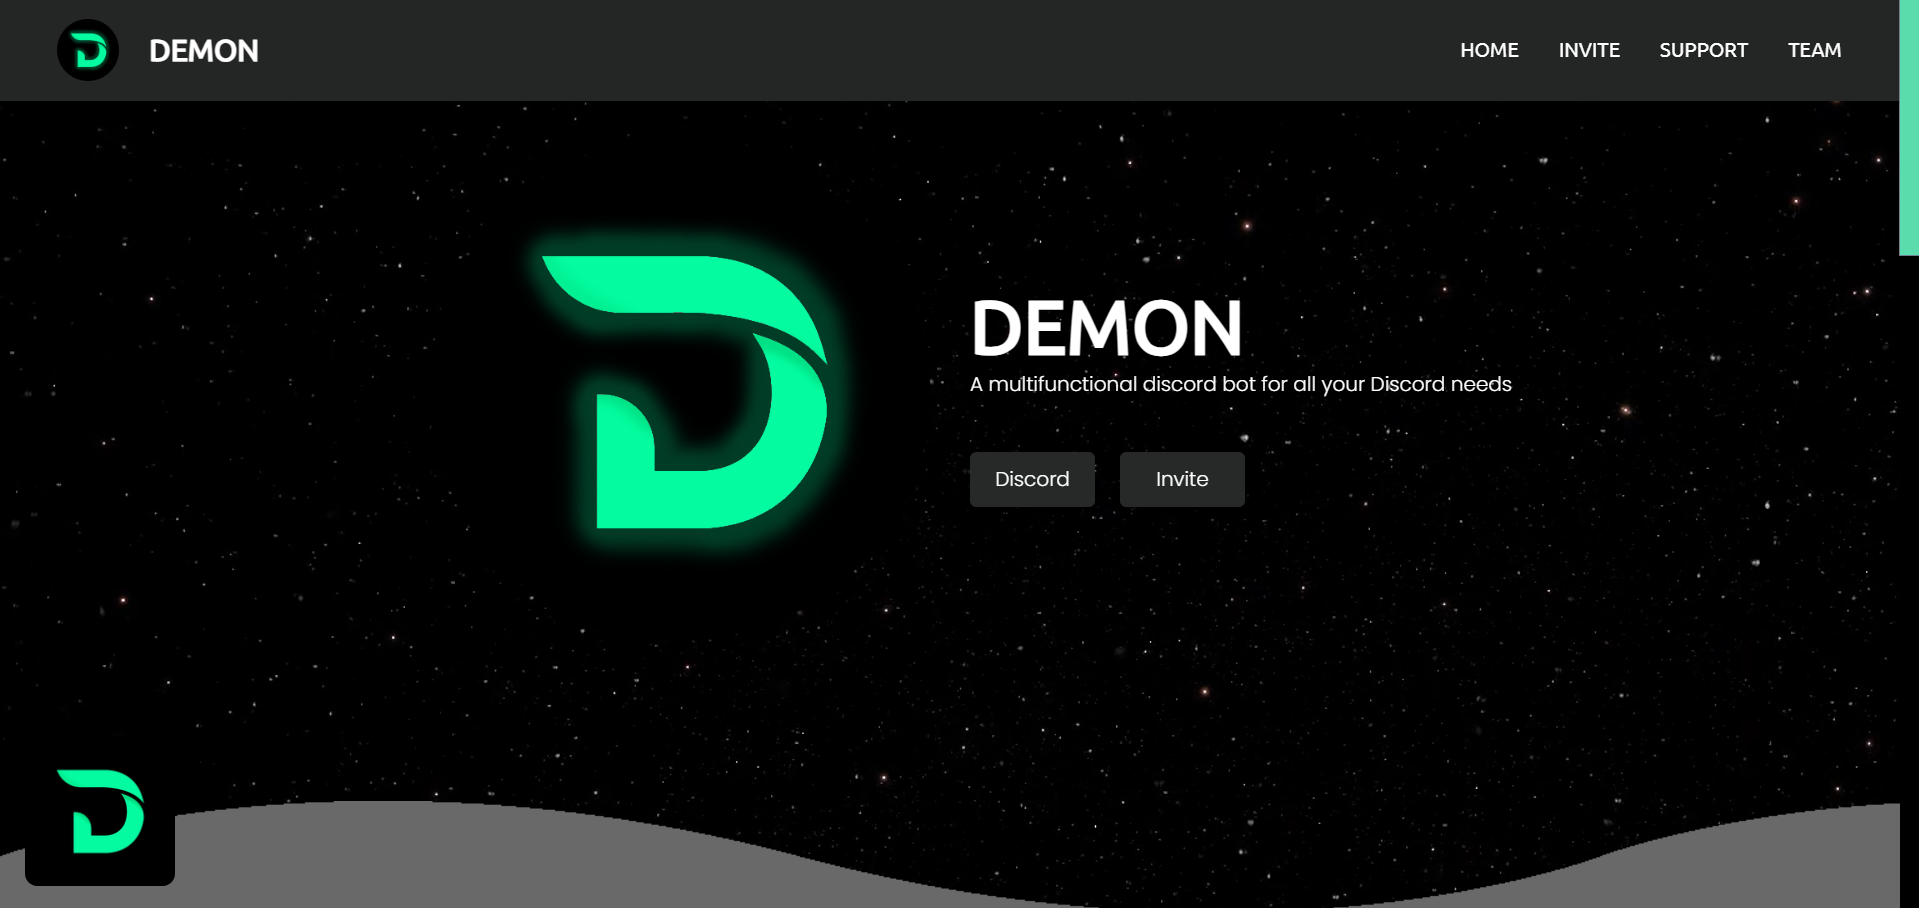 DEMON
HOME INVITE SUPPORT TEAM
DEMON
A multifunctional discord bot for all your Discord needs
Discord Invite